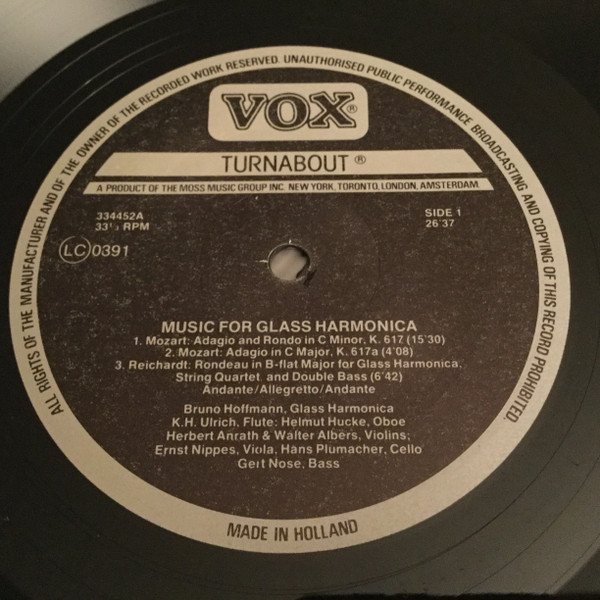 ALL RIGHTS OF THE MANUFACTURER AND OF THE OWNER OF THE RECORDED WORK RESERVED. UNAUTHORISED PUBLIC PERFORMANCE BROADCASTING AND COPYING OF THIS RECORD PROHIBITED.
VOX®
TURNABOUT®
A PRODUCT OF THE MOSS MUSIC GROUP INC. NEW YORK, TORONTO, LONDON, AMSTERDAM
334452A
33⅓ RPM
SIDE 1
26'37
LC 0391
MUSIC FOR GLASS HARMONICA
1. Mozart: Adagio and Rondo in C Minor, K. 617 (15'30)
2. Mozart: Adagio in C Major, K. 617a (4'08)
3. Reichardt: Rondeau in B-flat Major for Glass Harmonica,
String Quartet, and Double Bass (6'42)
Andante/Allegretto/Andante
Bruno Hoffmann, Glass Harmonica
K.H. Ulrich, Flute; Helmut Hucke, Oboe
Herbert Anrath & Walter Albers, Violins;
Ernst Nippes, Viola, Hans Plumacher, Cello
Gert Nose, Bass
MADE IN HOLLAND